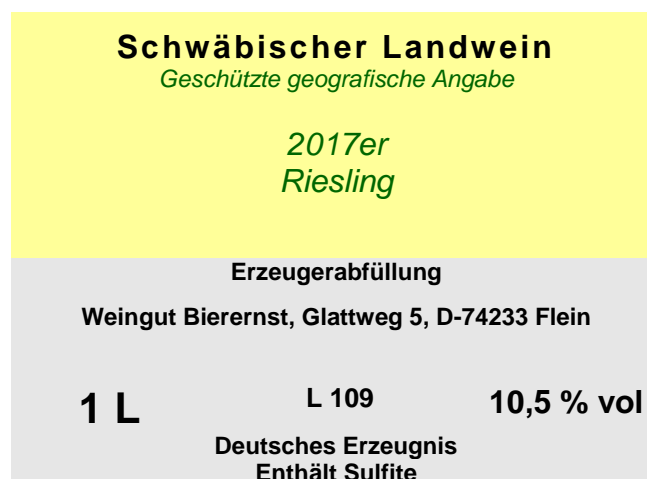 Schwäbischer Landwein
Geschützte geografische Angabe
2017er
Riesling
Erzeugerabfüllung
Weingut Bierernst, Glattweg 5, D-74233 Flein
1 L
L 109
10,5 % vol
Deutsches Erzeugnis
Enthält Sulfite